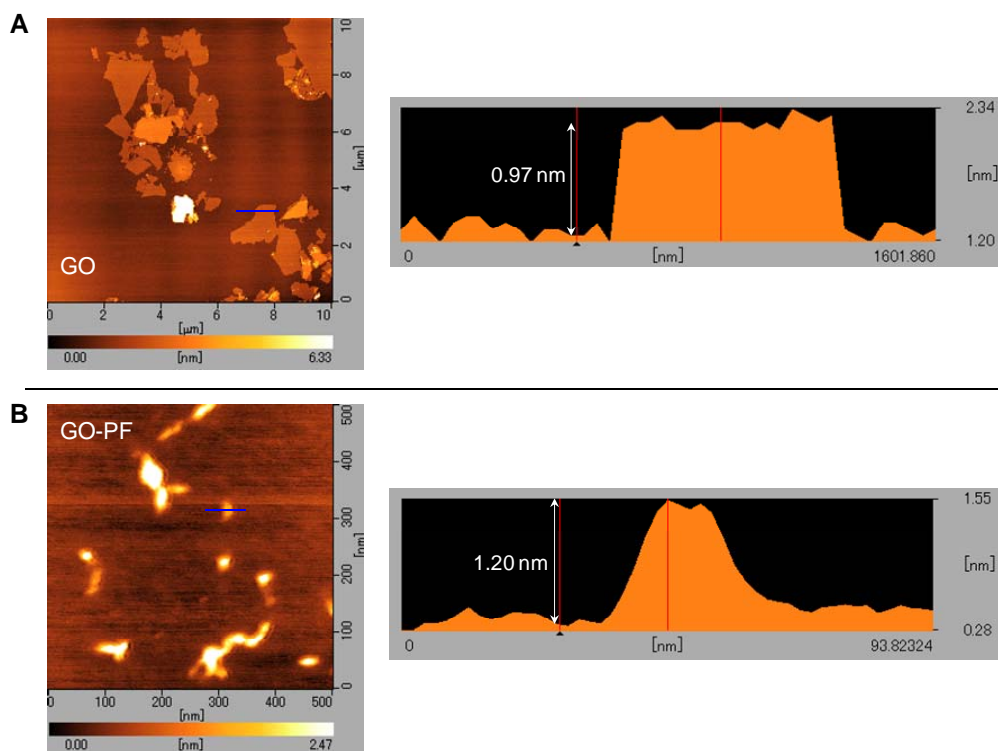 A
GO
10
8
6
4
2
0
[μm]
0 2 4 6 8 10
[μm]
0.00 [nm] 6.33
0.97 nm
2.34
[nm]
1.20
0 [nm] 1601.860
B
GO-PF
500
400
300
200
100
0
[nm]
0 100 200 300 400 500
[nm]
0.00 [nm] 2.47
1.20 nm
1.55
[nm]
0.28
0 [nm] 93.82324